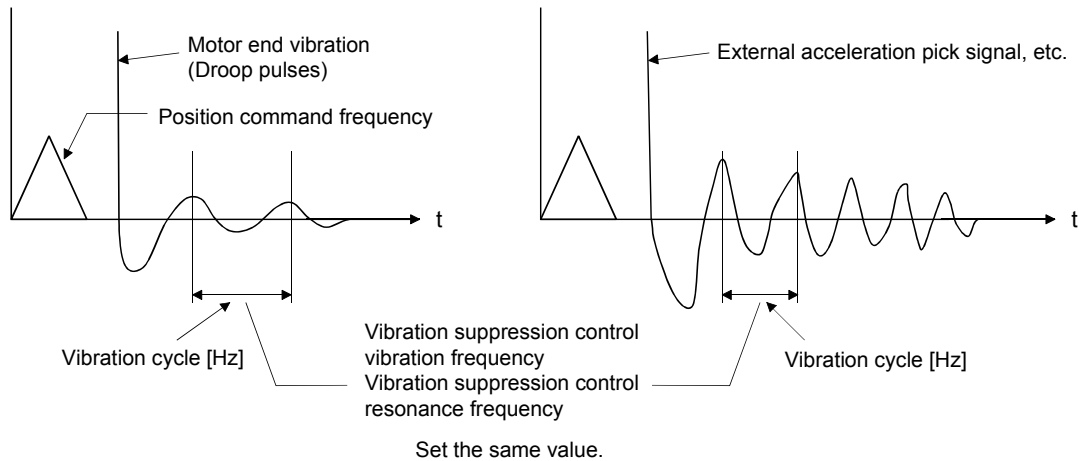 Motor end vibration
(Droop pulses)
Position command frequency
t
Vibration cycle [Hz]
External acceleration pick signal, etc.
t
Vibration cycle [Hz]
Vibration suppression control
vibration frequency
Vibration suppression control
resonance frequency
Set the same value.